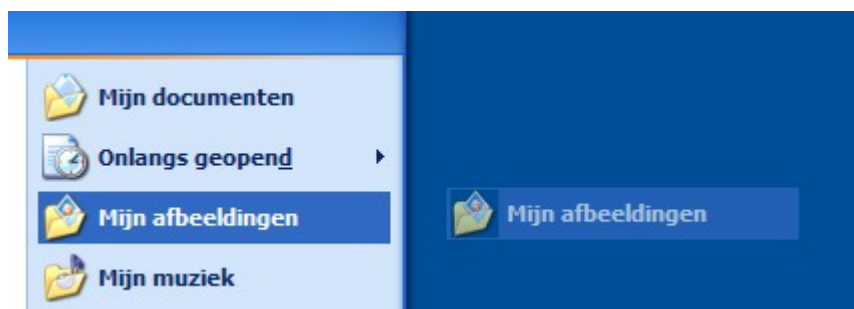 Mijn documenten
Onlangs geopend
Mijn afbeeldingen
Mijn afbeeldingen
Mijn muziek